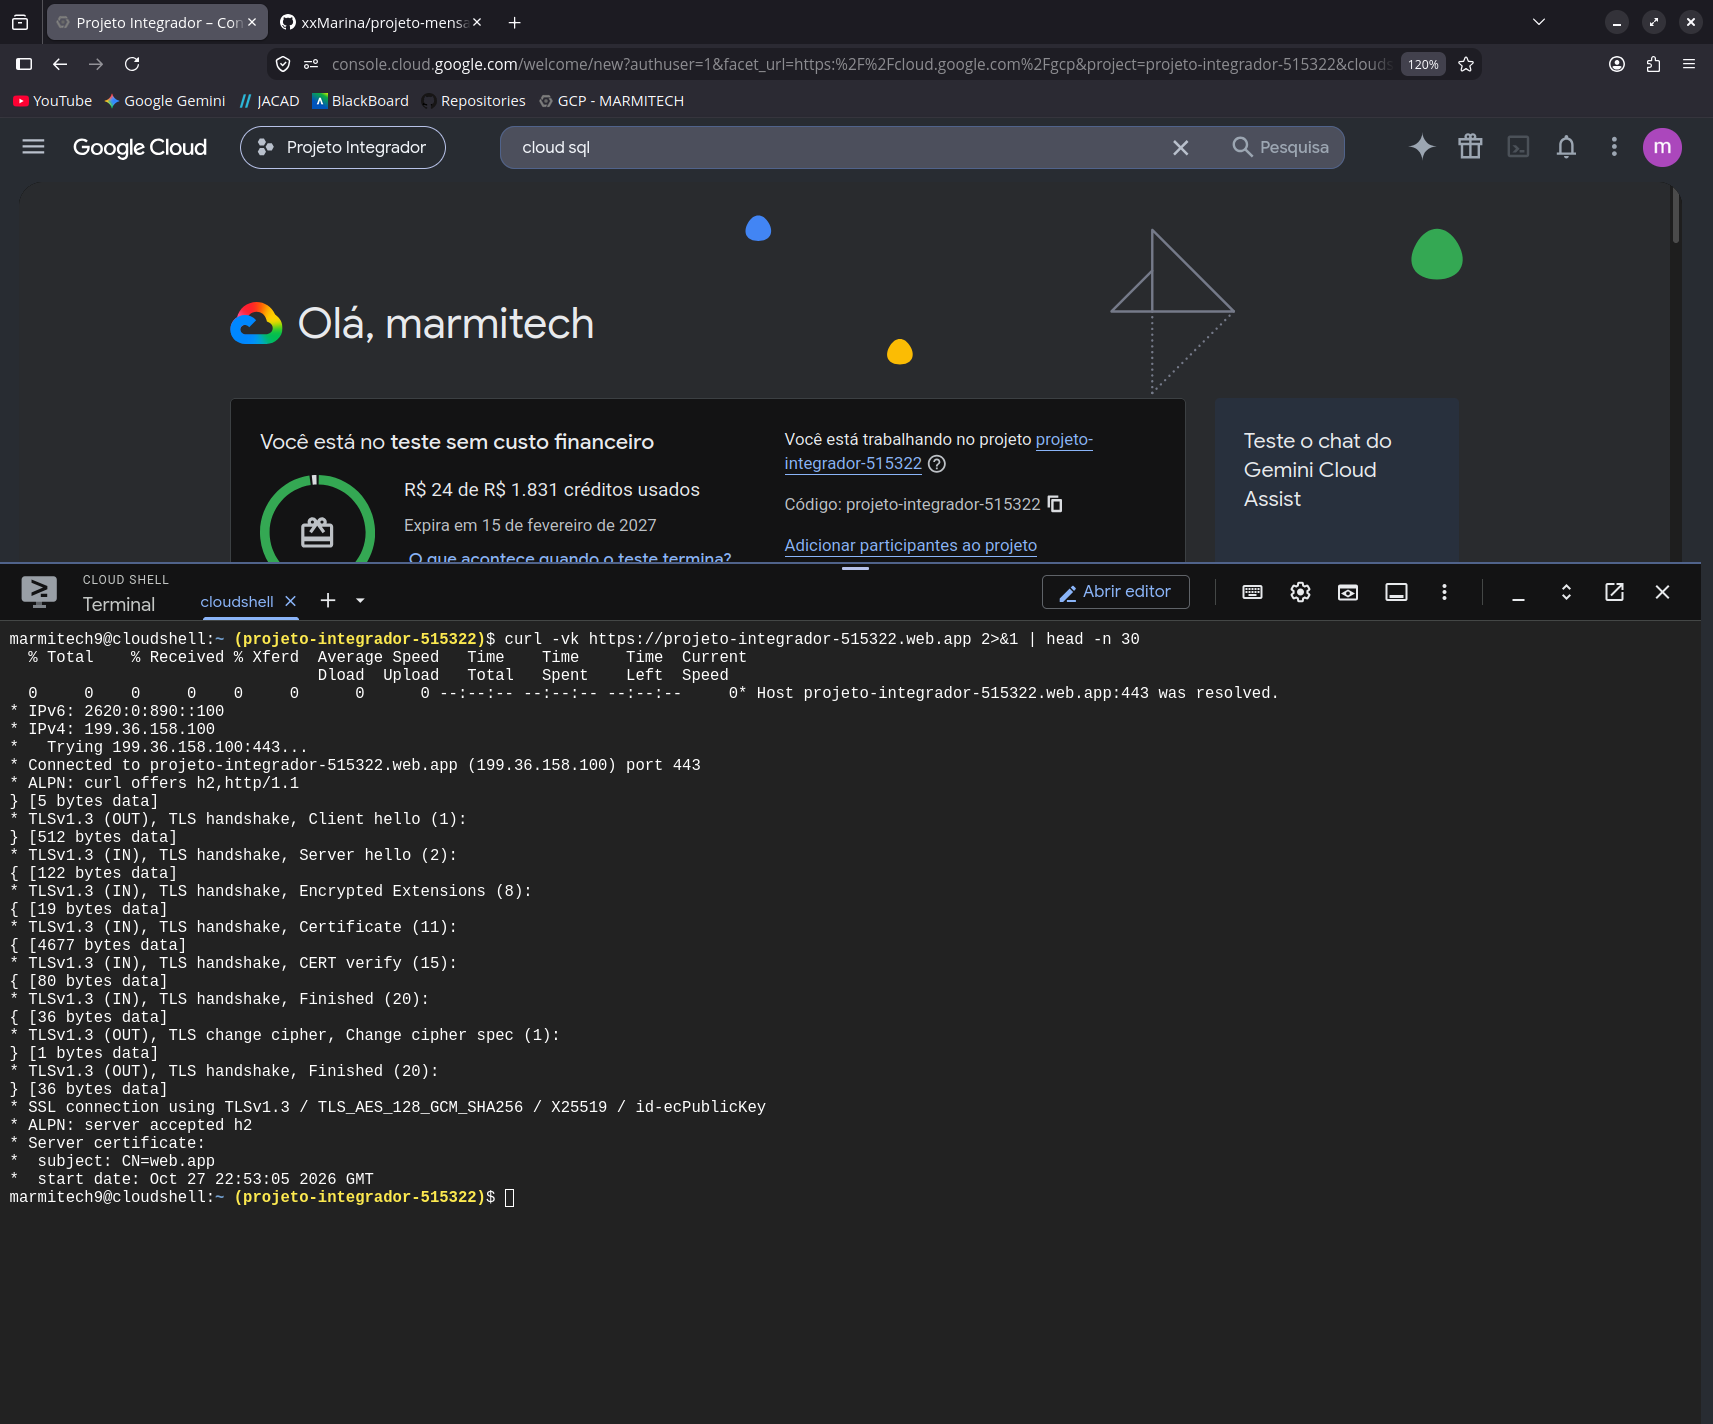 Projeto Integrador – Con
xxMarina/projeto-mensa
console.cloud.google.com/welcome/new?authuser=1&facet_url=https:%2F%2Fcloud.google.com%2Fgcp&project=projeto-integrador-515322&clouds
120%
YouTube
Google Gemini
JACAD
BlackBoard
Repositories
GCP - MARMITECH
Google Cloud
Projeto Integrador
cloud sql
Pesquisa
m
Olá, marmitech
Você está no teste sem custo financeiro
R$ 24 de R$ 1.831 créditos usados
Expira em 15 de fevereiro de 2027
O que acontece quando o teste termina?
Você está trabalhando no projeto projeto-
integrador-515322
Código: projeto-integrador-515322
Adicionar participantes ao projeto
Teste o chat do
Gemini Cloud
Assist
CLOUD SHELL
Terminal
cloudshell
Abrir editor
marmitech9@cloudshell:~ (projeto-integrador-515322)$ curl -vk https://projeto-integrador-515322.web.app 2>&1 | head -n 30
  % Total    % Received % Xferd  Average Speed   Time    Time     Time  Current
                                 Dload  Upload   Total   Spent    Left  Speed
  0     0    0     0    0     0      0      0 --:--:-- --:--:-- --:--:--     0* Host projeto-integrador-515322.web.app:443 was resolved.
* IPv6: 2620:0:890::100
* IPv4: 199.36.158.100
*   Trying 199.36.158.100:443...
* Connected to projeto-integrador-515322.web.app (199.36.158.100) port 443
* ALPN: curl offers h2,http/1.1
} [5 bytes data]
* TLSv1.3 (OUT), TLS handshake, Client hello (1):
} [512 bytes data]
* TLSv1.3 (IN), TLS handshake, Server hello (2):
{ [122 bytes data]
* TLSv1.3 (IN), TLS handshake, Encrypted Extensions (8):
{ [19 bytes data]
* TLSv1.3 (IN), TLS handshake, Certificate (11):
{ [4677 bytes data]
* TLSv1.3 (IN), TLS handshake, CERT verify (15):
{ [80 bytes data]
* TLSv1.3 (IN), TLS handshake, Finished (20):
{ [36 bytes data]
* TLSv1.3 (OUT), TLS change cipher, Change cipher spec (1):
} [1 bytes data]
* TLSv1.3 (OUT), TLS handshake, Finished (20):
} [36 bytes data]
* SSL connection using TLSv1.3 / TLS_AES_128_GCM_SHA256 / X25519 / id-ecPublicKey
* ALPN: server accepted h2
* Server certificate:
*  subject: CN=web.app
*  start date: Oct 27 22:53:05 2026 GMT
marmitech9@cloudshell:~ (projeto-integrador-515322)$